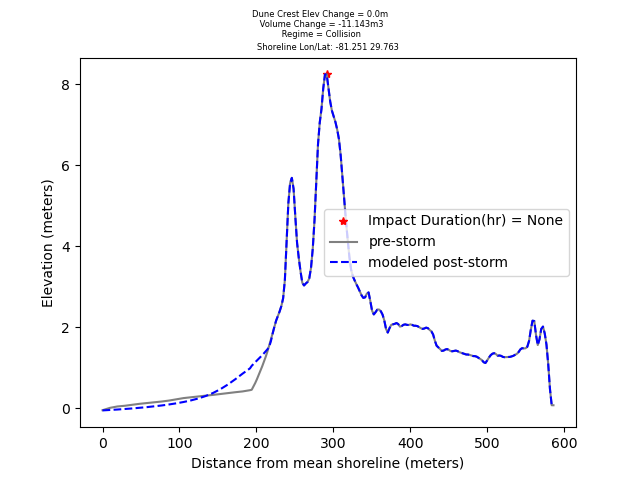 Dune Crest Elev Change = 0.0m
Volume Change = -11.143m3
Regime = Collision
Shoreline Lon/Lat: -81.251 29.763
8
6
4
2
0
Elevation (meters)
Impact Duration(hr) = None
pre-storm
modeled post-storm
0 100 200 300 400 500 600
Distance from mean shoreline (meters)